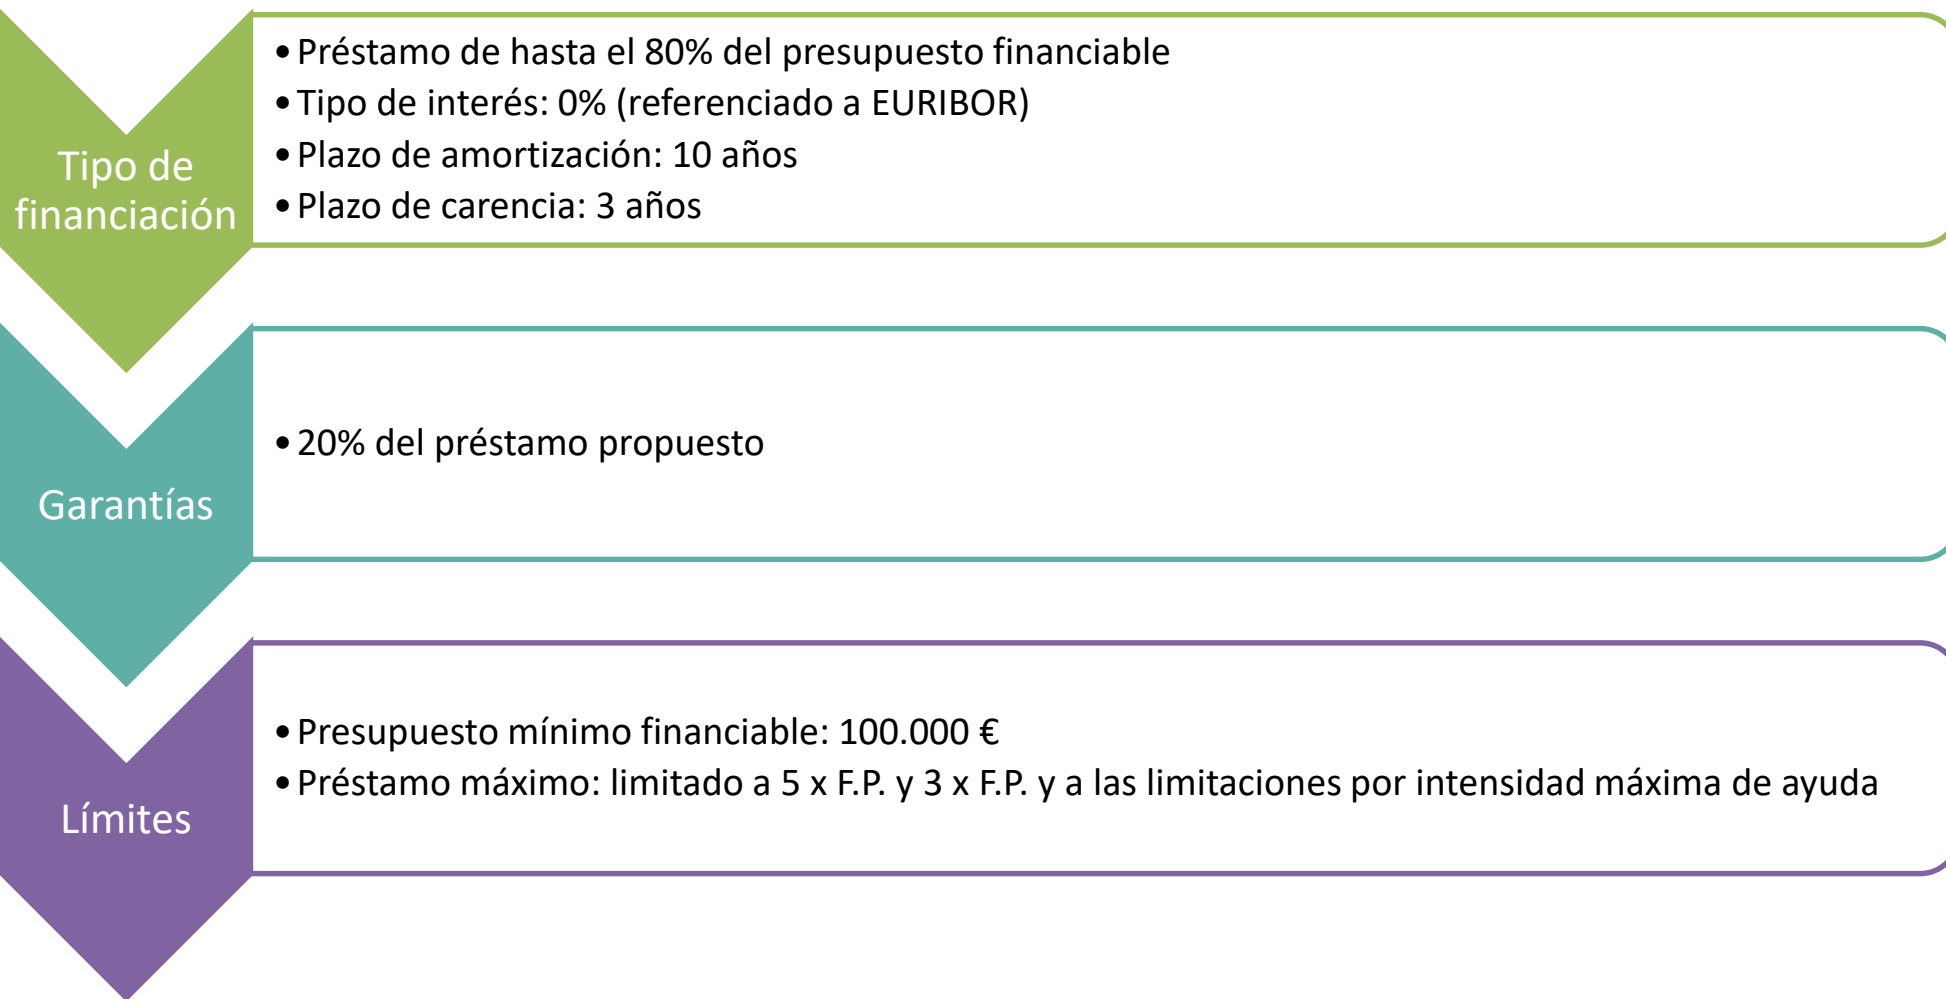 Tipo de
financiación
• Préstamo de hasta el 80% del presupuesto financiable
• Tipo de interés: 0% (referenciado a EURIBOR)
• Plazo de amortización: 10 años
• Plazo de carencia: 3 años
Garantías
• 20% del préstamo propuesto
Límites
• Presupuesto mínimo financiable: 100.000 €
• Préstamo máximo: limitado a 5 x F.P. y 3 x F.P. y a las limitaciones por intensidad máxima de ayuda